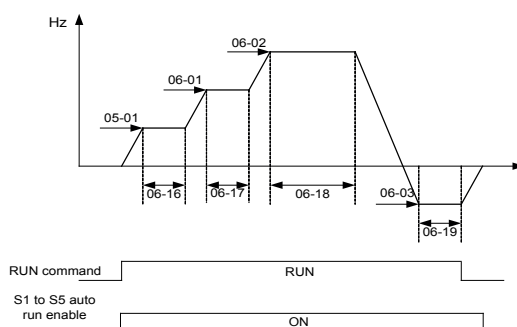 Hz
06-02
06-01
05-01
06-16
06-17
06-18
06-03
06-19
RUN command
RUN
S1 to S5 auto
run enable
ON